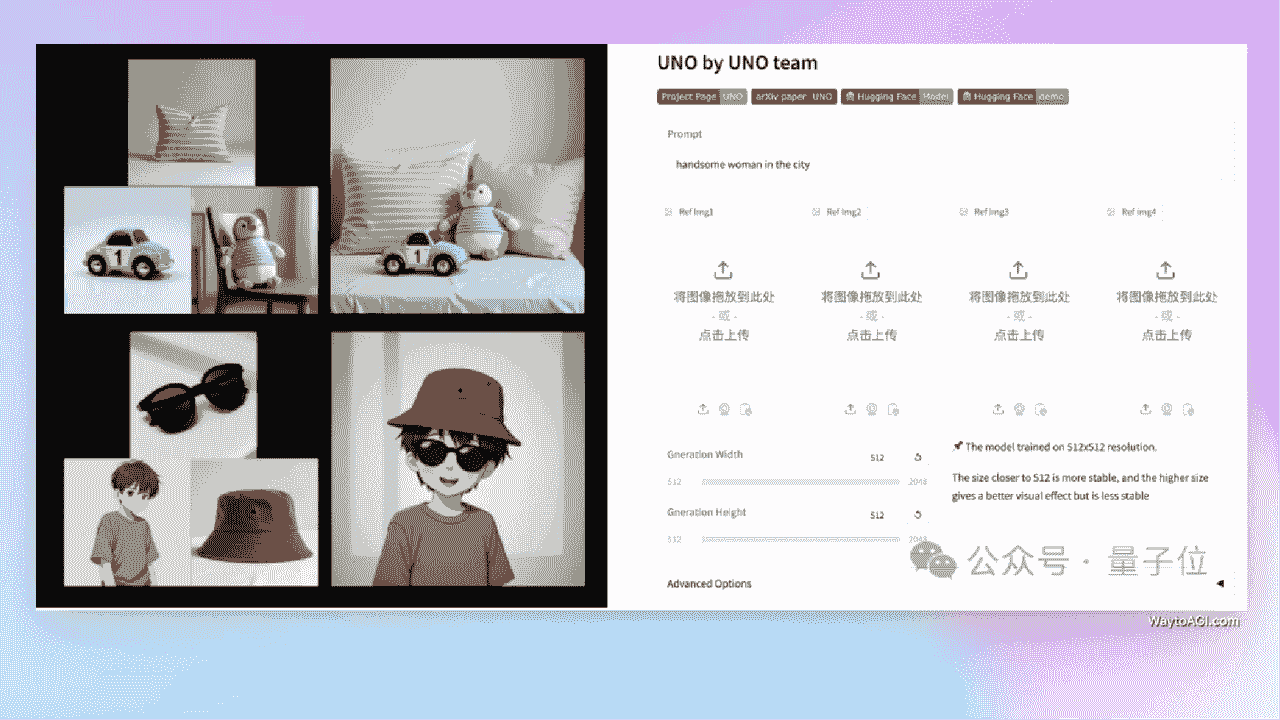 UNO by UNO team
Project Page UNO arXiv paper UNO Hugging Face Model Hugging Face demo
Prompt
handsome woman in the city
Ref Img1 Ref Img2 Ref Img3 Ref Img4
将图像拖放到此处 将图像拖放到此处 将图像拖放到此处 将图像拖放到此处
- 或 - - 或 - - 或 - - 或 -
点击上传 点击上传 点击上传 点击上传
1
1
Gneration Width 512
512 2048
Gneration Height 512
512 2048
📌 The model trained on 512x512 resolution.
The size closer to 512 is more stable, and the higher size
gives a better visual effect but is less stable
Advanced Options
公众号 · 量子位
WaytoAGI.com